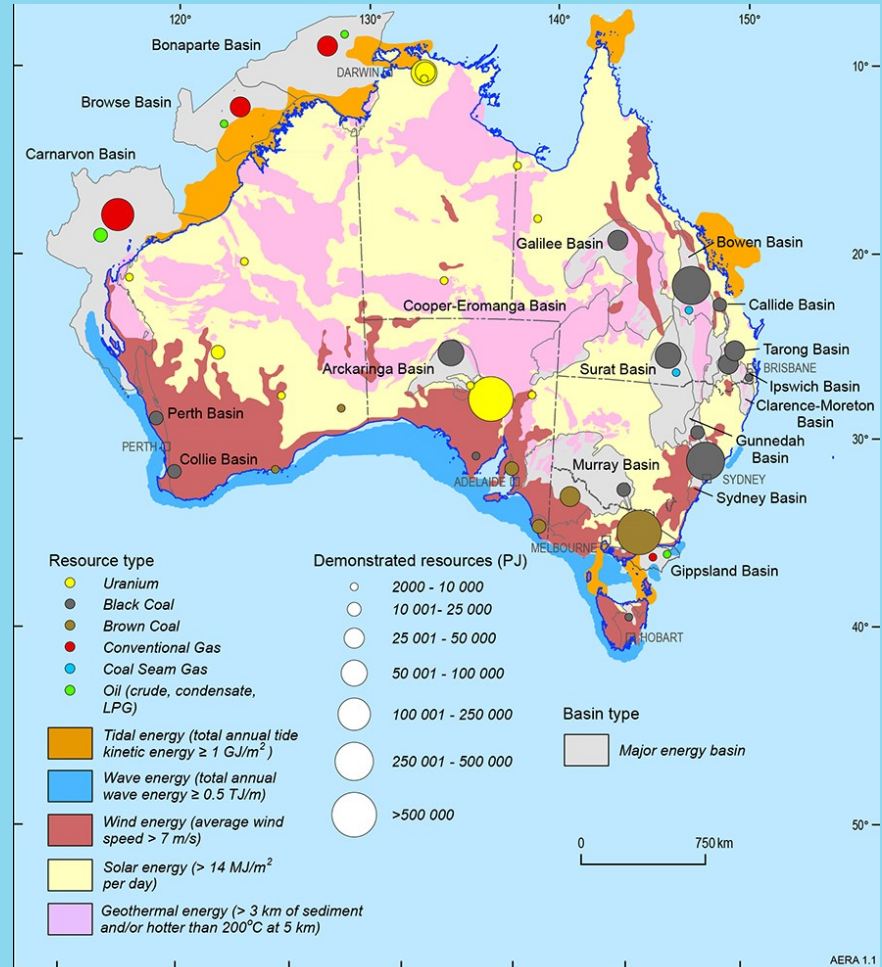 120°
130°
140°
150°
10°
20°
30°
40°
50°
Bonaparte Basin
DARWIN
Browse Basin
Carnarvon Basin
Galilee Basin
Bowen Basin
Cooper-Eromanga Basin
Callide Basin
Arckaringa Basin
Surat Basin
Tarong Basin
BRISBANE
Ipswich Basin
Clarence-Moreton
Basin
Perth Basin
PERTH
Collie Basin
Gunnedah
Basin
Murray Basin
ADELAIDE
SYDNEY
Sydney Basin
MELBOURNE
Gippsland Basin
HOBART
Resource type
Uranium
Black Coal
Brown Coal
Conventional Gas
Coal Seam Gas
Oil (crude, condensate,
LPG)
Tidal energy (total annual tide
kinetic energy ≥ 1 GJ/m²)
Wave energy (total annual
wave energy ≥ 0.5 TJ/m)
Wind energy (average wind
speed > 7 m/s)
Solar energy (> 14 MJ/m²
per day)
Geothermal energy (> 3 km of sediment
and/or hotter than 200°C at 5 km)
Demonstrated resources (PJ)
2000 - 10 000
10 001- 25 000
25 001 - 50 000
50 001 - 100 000
100 001 - 250 000
250 001 - 500 000
>500 000
Basin type
Major energy basin
0
750 km
AERA 1.1